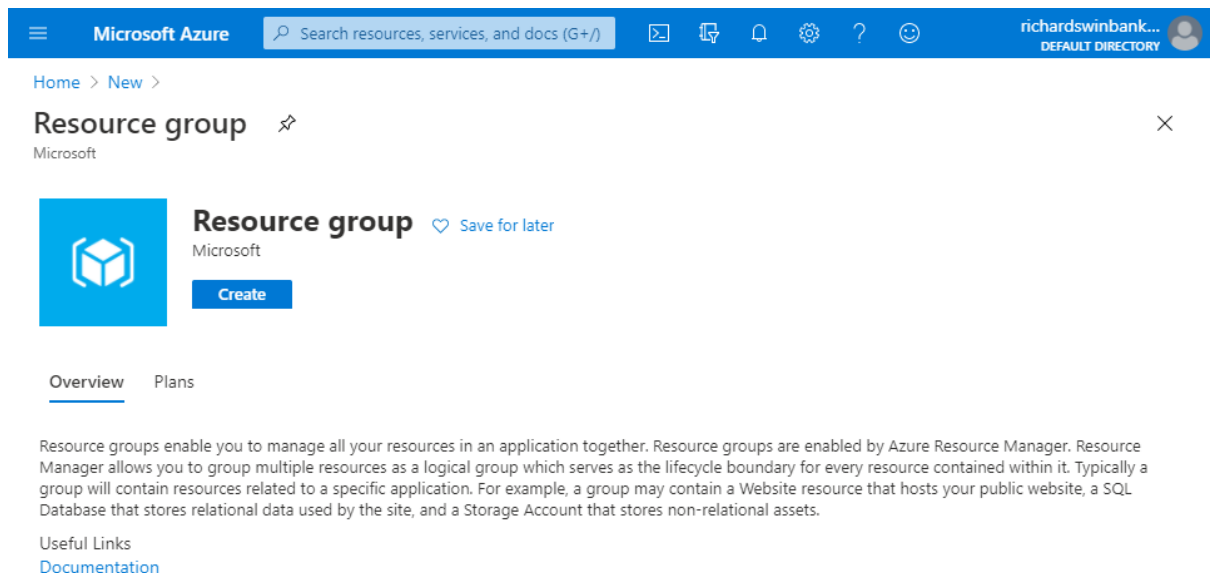 Microsoft Azure
Search resources, services, and docs (G+/)
richardswinbank...
DEFAULT DIRECTORY
Home > New >
Resource group
Microsoft
Resource group
Save for later
Microsoft
Create
Overview Plans
Resource groups enable you to manage all your resources in an application together. Resource groups are enabled by Azure Resource Manager. Resource
Manager allows you to group multiple resources as a logical group which serves as the lifecycle boundary for every resource contained within it. Typically a
group will contain resources related to a specific application. For example, a group may contain a Website resource that hosts your public website, a SQL
Database that stores relational data used by the site, and a Storage Account that stores non-relational assets.
Useful Links
Documentation